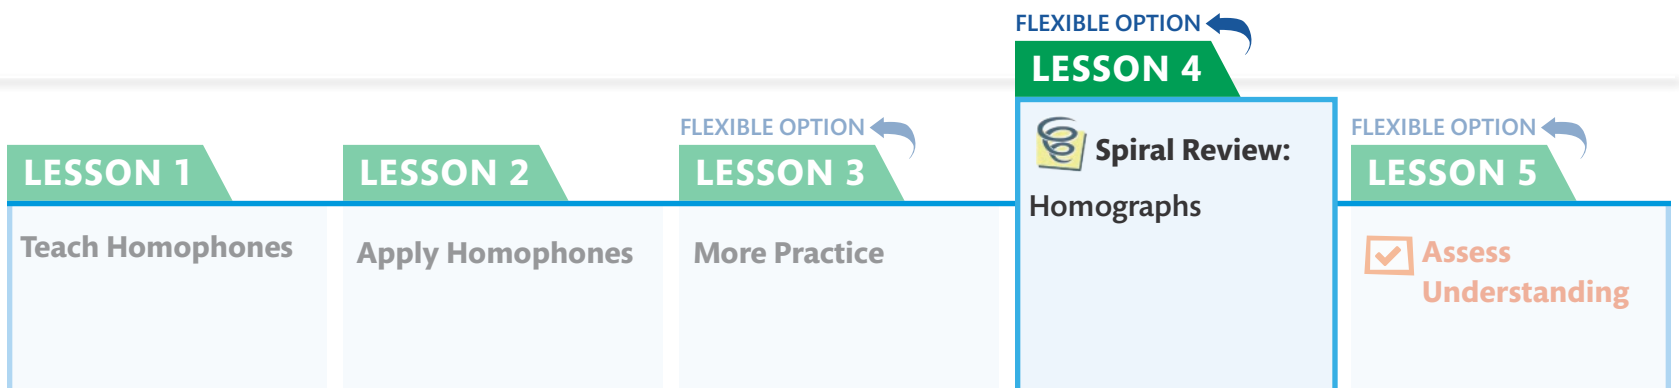 LESSON 1
Teach Homophones
LESSON 2
Apply Homophones
FLEXIBLE OPTION
LESSON 3
More Practice
FLEXIBLE OPTION
LESSON 4
Spiral Review:
Homographs
FLEXIBLE OPTION
LESSON 5
Assess
Understanding